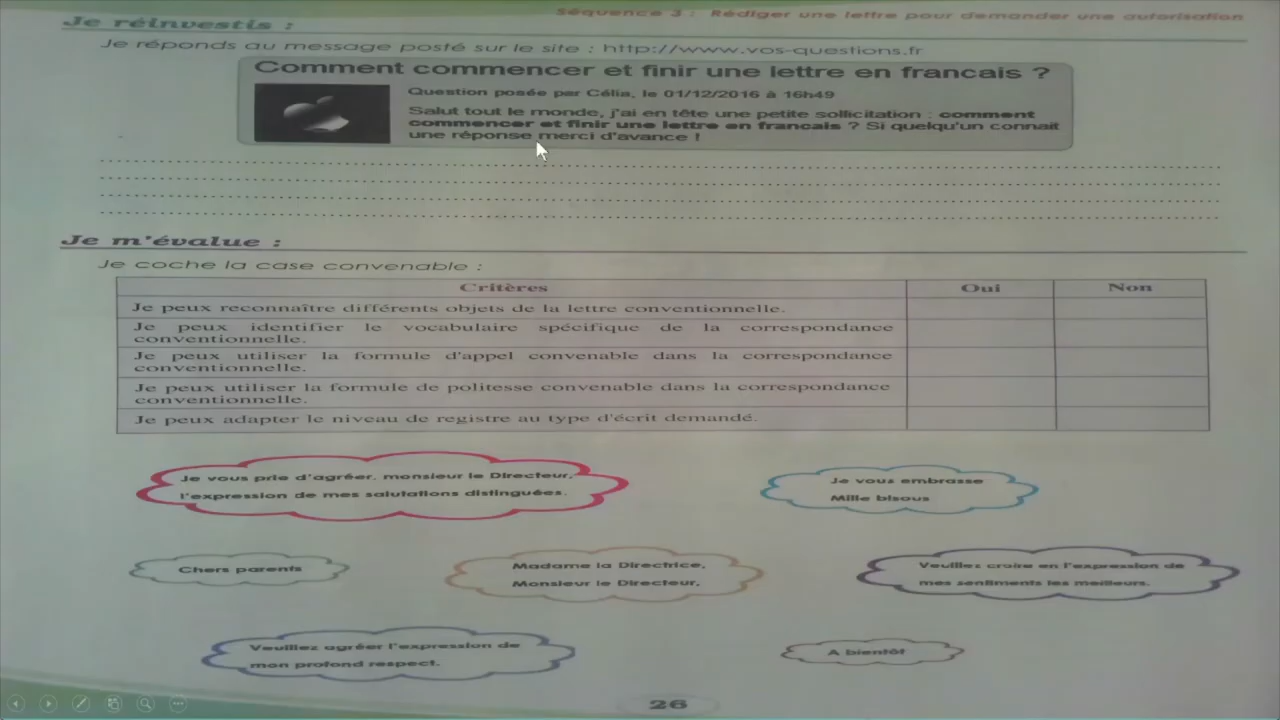 Séquence 3 : Rédiger une lettre pour demander une autorisation
Je réinvestis :
Je réponds au message posté sur le site : http://www.vos-questions.fr
Comment commencer et finir une lettre en francais ?
Question posée par Célia, le 01/12/2016 à 16h49
Salut tout le monde, j'ai en tête une petite sollicitation : comment
commencer et finir une lettre en francais ? Si quelqu'un connait
une réponse merci d'avance !
Je m'évalue :
Je coche la case convenable :
Critères Oui Non
Je peux reconnaître différents objets de la lettre conventionnelle.
Je peux identifier le vocabulaire spécifique de la correspondance
conventionnelle.
Je peux utiliser la formule d'appel convenable dans la correspondance
conventionnelle.
Je peux utiliser la formule de politesse convenable dans la correspondance
conventionnelle.
Je peux adapter le niveau de registre au type d'écrit demandé.
Je vous prie d'agréer, monsieur le Directeur,
l'expression de mes salutations distinguées.
Je vous embrasse
Mille bisous
Chers parents
Madame la Directrice,
Monsieur le Directeur,
Veuillez croire en l'expression de
mes sentiments les meilleurs.
Veuillez agréer l'expression de
mon profond respect.
A bientôt
26